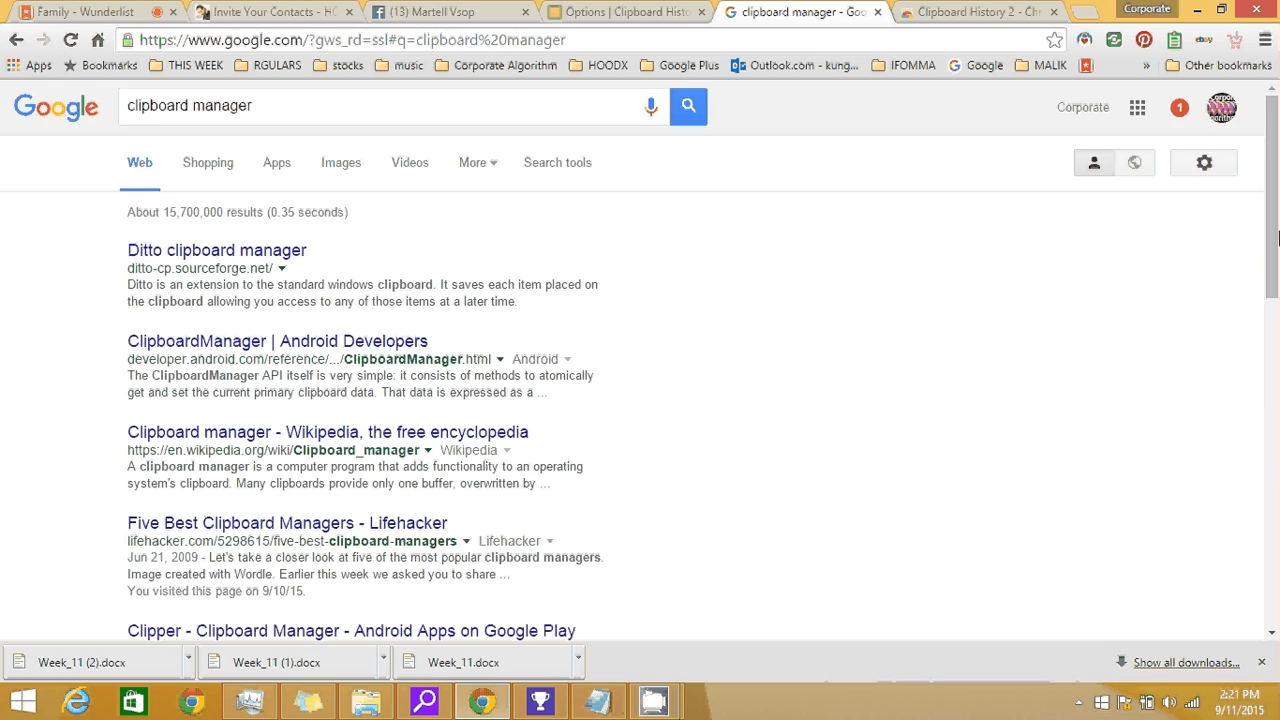 Family - Wunderlist
Invite Your Contacts - HO
(13) Martell Vsop
Options | Clipboard Histo
clipboard manager - Goo
Clipboard History 2 - Chr
Corporate
https://www.google.com/?gws_rd=ssl#q=clipboard%20manager
Apps
Bookmarks
THIS WEEK
RGULARS
stocks
music
Corporate Algorithm
HOODX
Google Plus
Outlook.com - kung...
IFOMMA
Google
MALIK
»
Other bookmarks
Google
clipboard manager
Corporate
1
Web
Shopping
Apps
Images
Videos
More
Search tools
About 15,700,000 results (0.35 seconds)
Ditto clipboard manager
ditto-cp.sourceforge.net/
Ditto is an extension to the standard windows clipboard. It saves each item placed on
the clipboard allowing you access to any of those items at a later time.
ClipboardManager | Android Developers
developer.android.com/reference/.../ClipboardManager.html Android
The ClipboardManager API itself is very simple: it consists of methods to atomically
get and set the current primary clipboard data. That data is expressed as a ...
Clipboard manager - Wikipedia, the free encyclopedia
https://en.wikipedia.org/wiki/Clipboard_manager Wikipedia
A clipboard manager is a computer program that adds functionality to an operating
system's clipboard. Many clipboards provide only one buffer, overwritten by ...
Five Best Clipboard Managers - Lifehacker
lifehacker.com/5298615/five-best-clipboard-managers Lifehacker
Jun 21, 2009 - Let's take a closer look at five of the most popular clipboard managers.
Image created with Wordle. Earlier this week we asked you to share ...
You visited this page on 9/10/15.
Clipper - Clipboard Manager - Android Apps on Google Play
Week_11 (2).docx
Week_11 (1).docx
Week_11.docx
Show all downloads...
2:21 PM
9/11/2015